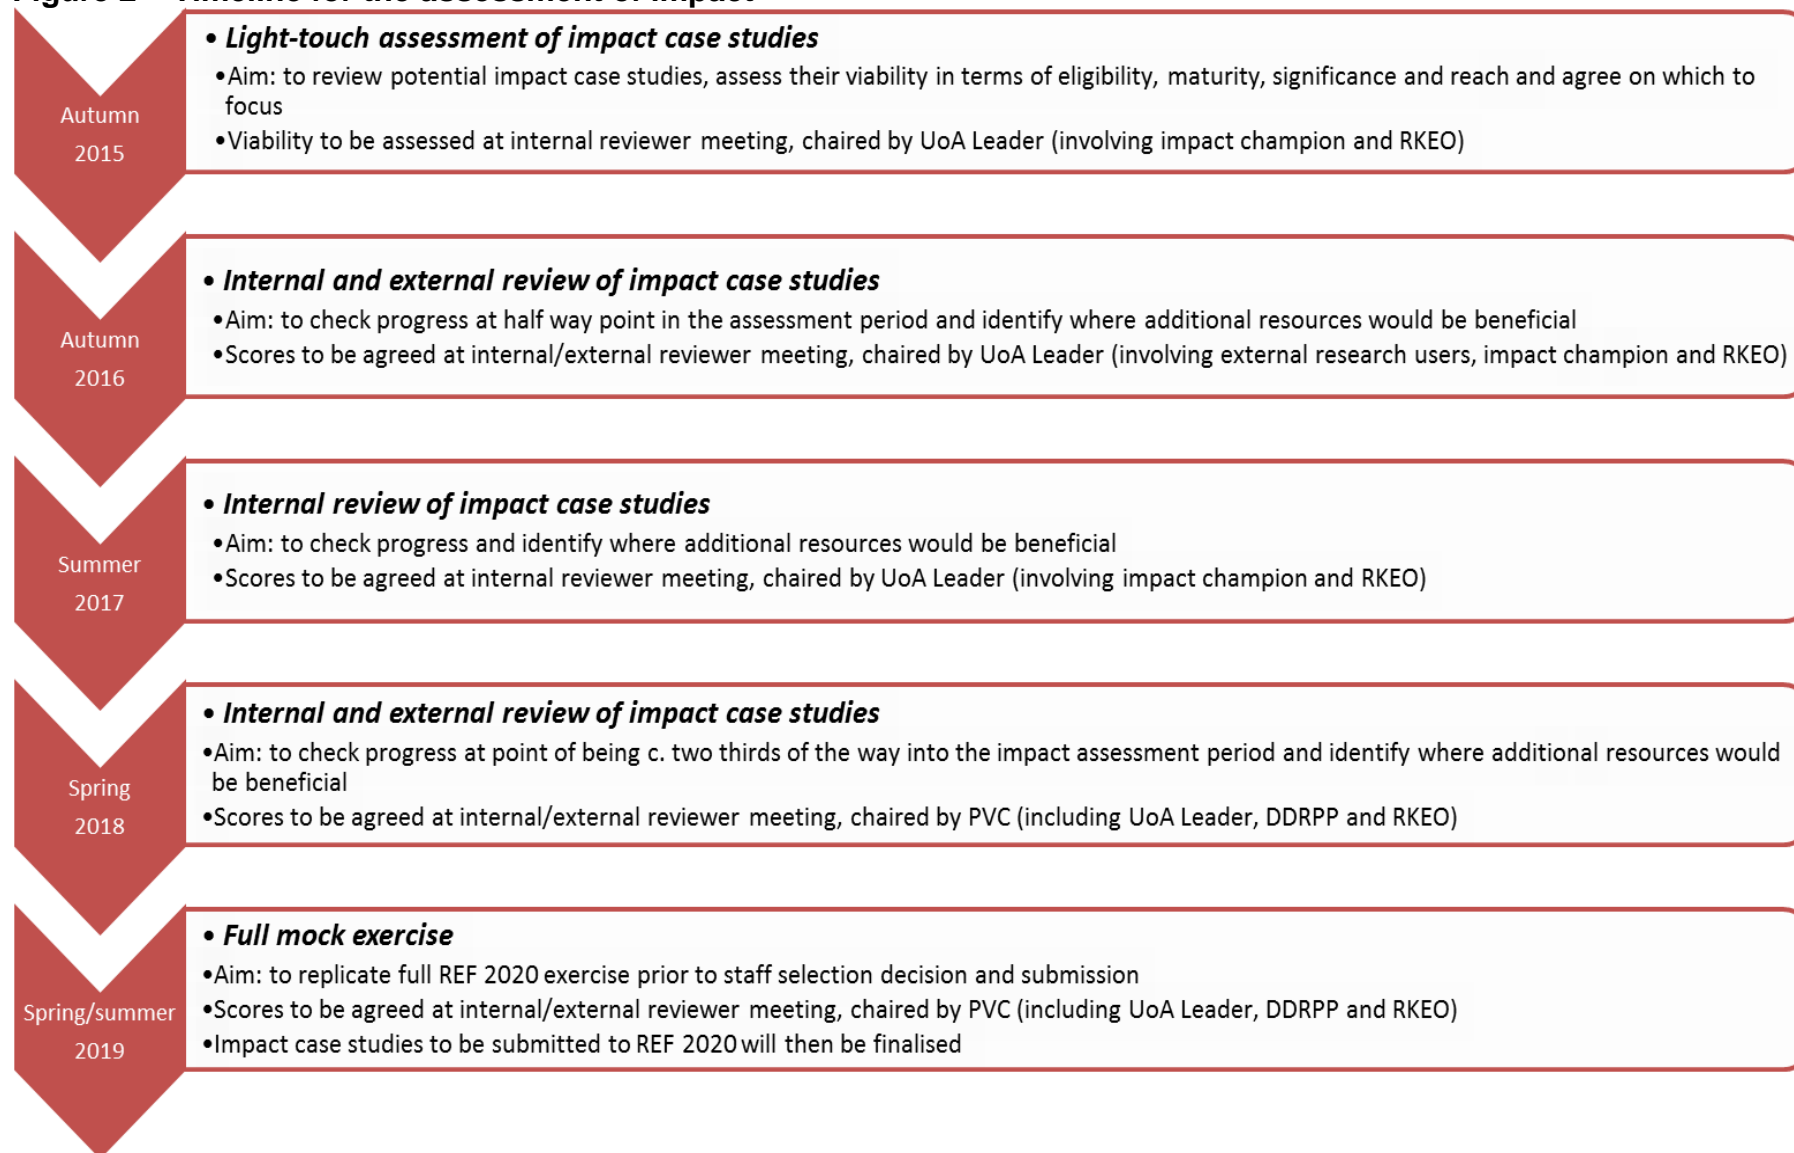 Figure 2 – Timeline for the assessment of impact
Autumn
2015
• Light-touch assessment of impact case studies
•Aim: to review potential impact case studies, assess their viability in terms of eligibility, maturity, significance and reach and agree on which to
focus
•Viability to be assessed at internal reviewer meeting, chaired by UoA Leader (involving impact champion and RKEO)
Autumn
2016
• Internal and external review of impact case studies
•Aim: to check progress at half way point in the assessment period and identify where additional resources would be beneficial
•Scores to be agreed at internal/external reviewer meeting, chaired by UoA Leader (involving external research users, impact champion and RKEO)
Summer
2017
• Internal review of impact case studies
•Aim: to check progress and identify where additional resources would be beneficial
•Scores to be agreed at internal reviewer meeting, chaired by UoA Leader (involving impact champion and RKEO)
Spring
2018
• Internal and external review of impact case studies
•Aim: to check progress at point of being c. two thirds of the way into the impact assessment period and identify where additional resources would
be beneficial
•Scores to be agreed at internal/external reviewer meeting, chaired by PVC (including UoA Leader, DDRPP and RKEO)
Spring/summer
2019
• Full mock exercise
•Aim: to replicate full REF 2020 exercise prior to staff selection decision and submission
•Scores to be agreed at internal/external reviewer meeting, chaired by PVC (including UoA Leader, DDRPP and RKEO)
•Impact case studies to be submitted to REF 2020 will then be finalised